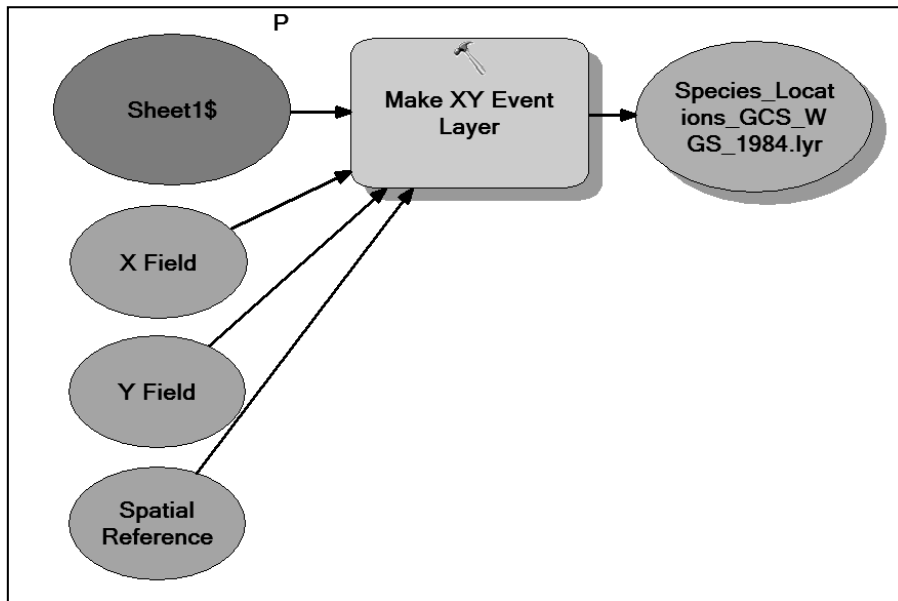 P
Sheet1$
Make XY Event
Layer
Species_Locat
ions_GCS_W
GS_1984.lyr
X Field
Y Field
Spatial
Reference